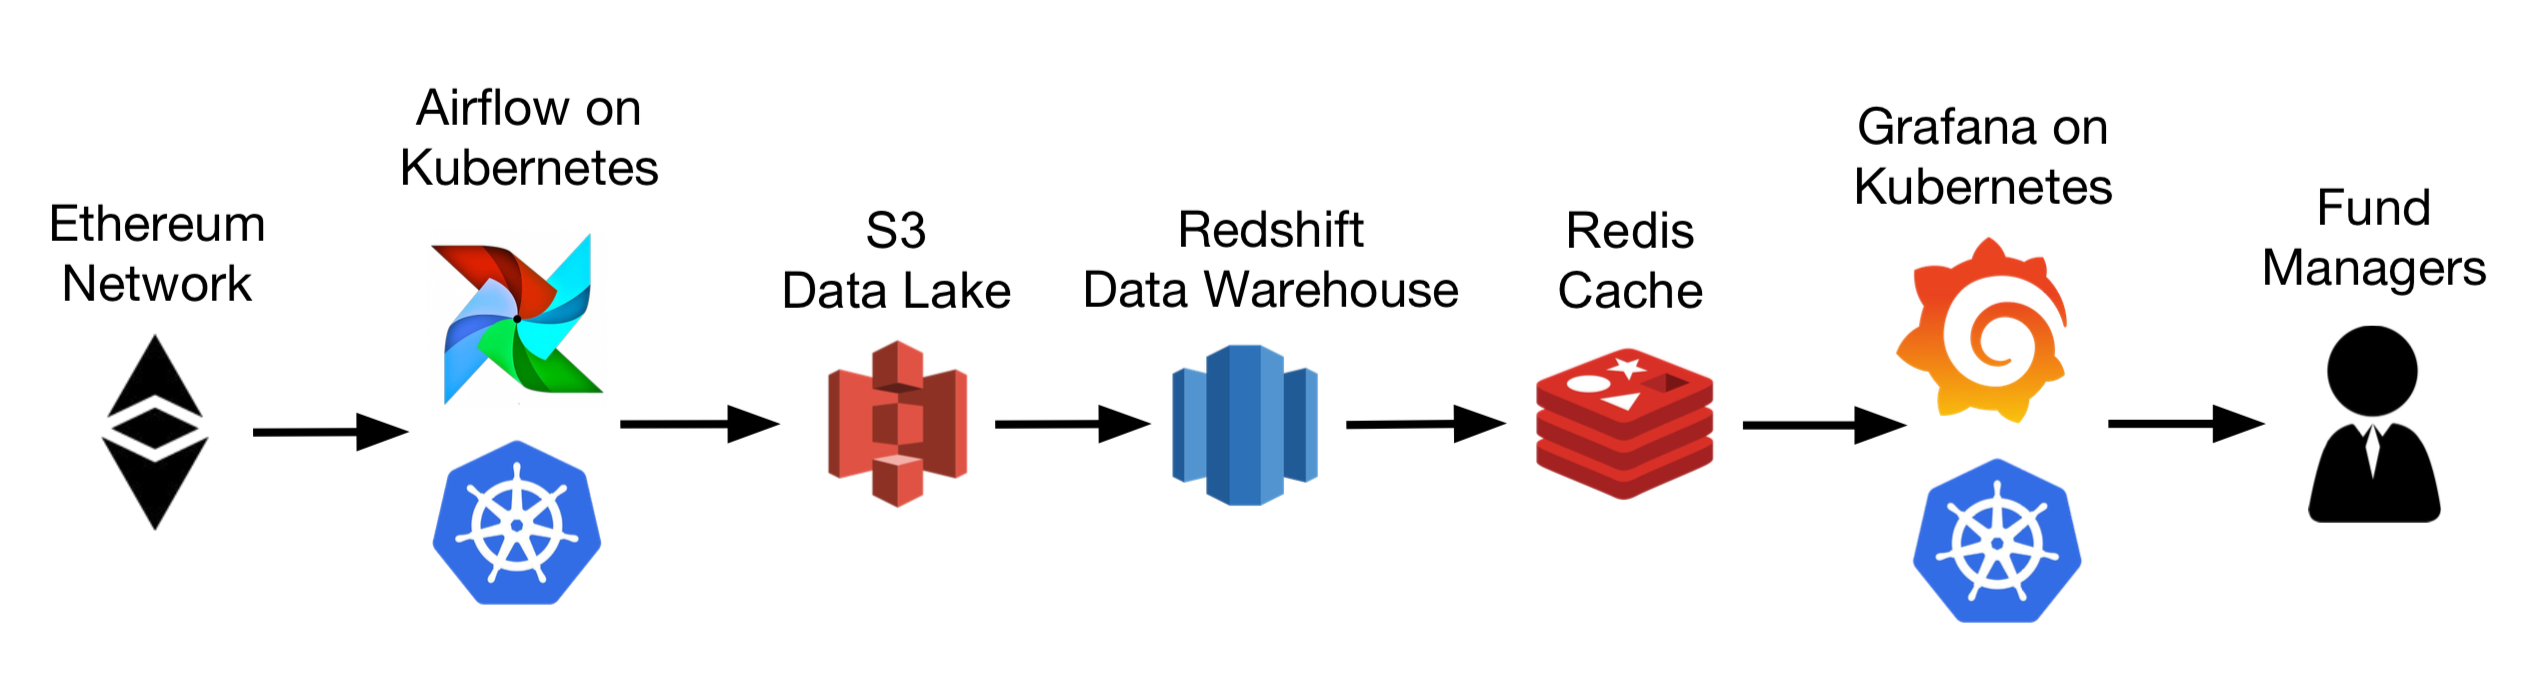 Ethereum
Network
Airflow on
Kubernetes
S3
Data Lake
Redshift
Data Warehouse
Redis
Cache
Grafana on
Kubernetes
Fund
Managers